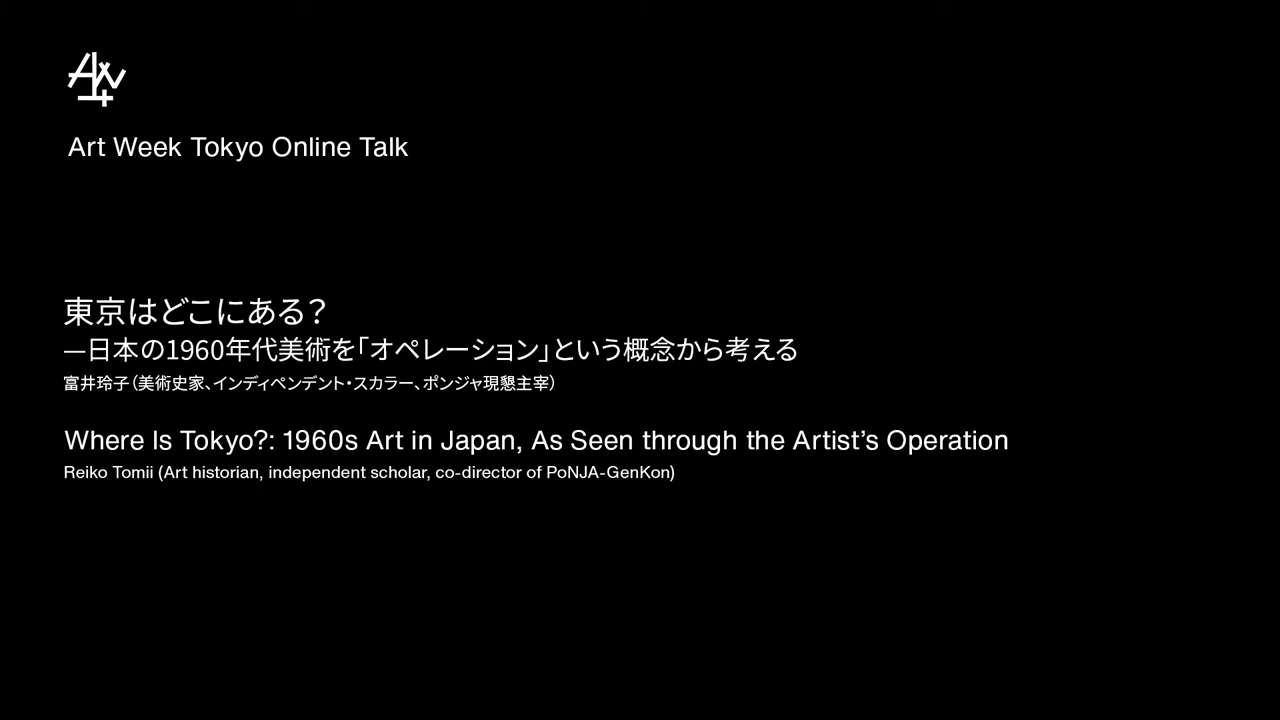 Art Week Tokyo Online Talk
東京はどこにある？
—日本の1960年代美術を「オペレーション」という概念から考える
富井玲子（美術史家、インディペンデント・スカラー、ポンジャ現懇主宰）
Where Is Tokyo?: 1960s Art in Japan, As Seen through the Artist’s Operation
Reiko Tomii (Art historian, independent scholar, co-director of PoNJA-GenKon)